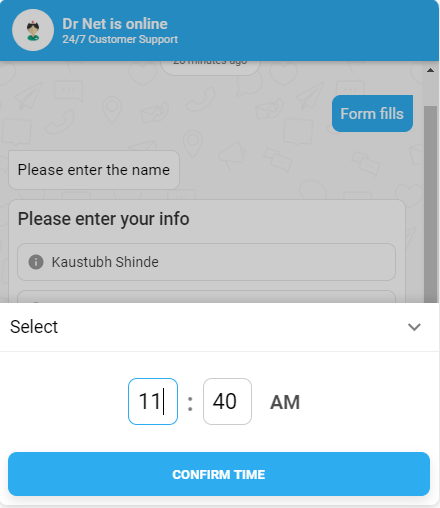 Dr Net is online
24/7 Customer Support
minutes ago
Form fills
Please enter the name
Please enter your info
Kaustubh Shinde
Select
11 : 40 AM
CONFIRM TIME